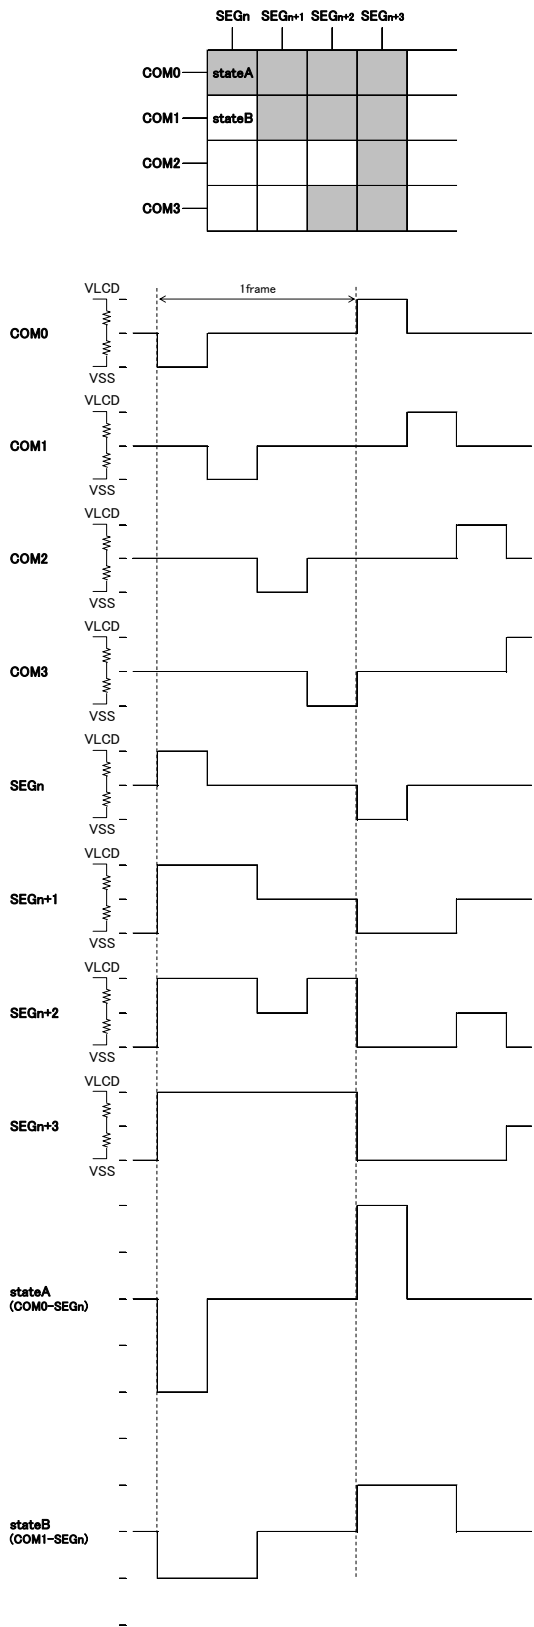 SEGn SEGn+1 SEGn+2 SEGn+3
COM0 stateA
COM1 stateB
COM2
COM3
VLCD
1frame
COM0
VSS
VLCD
COM1
VSS
VLCD
COM2
VSS
VLCD
COM3
VSS
VLCD
SEGn
VSS
VLCD
SEGn+1
VSS
VLCD
SEGn+2
VSS
VLCD
SEGn+3
VSS
stateA
(COM0-SEGn)
stateB
(COM1-SEGn)